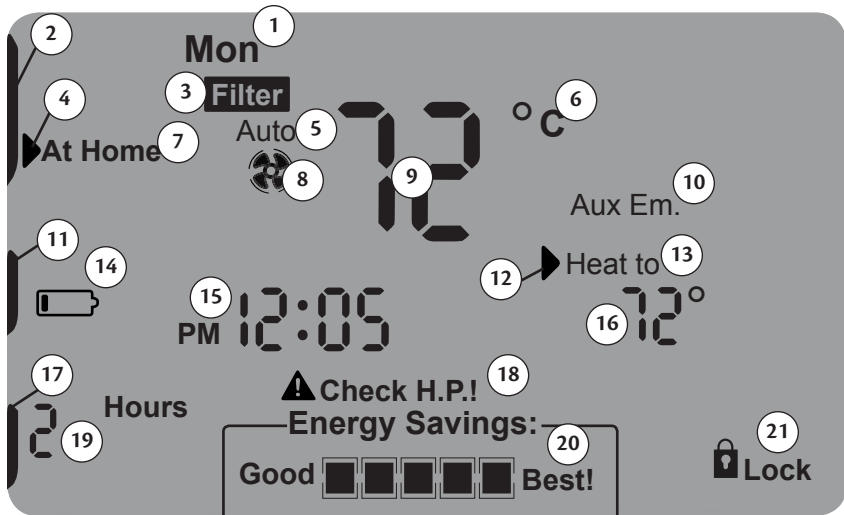 1
Mon
2
3
Filter
4
Auto
5
72
°C
6
At Home
7
8
9
10
Aux Em.
11
12
Heat to
13
14
15
PM 12:05
16
72°
17
Hours
2
19
Check H.P.!
18
Energy Savings:
20
Good
Best!
21
Lock